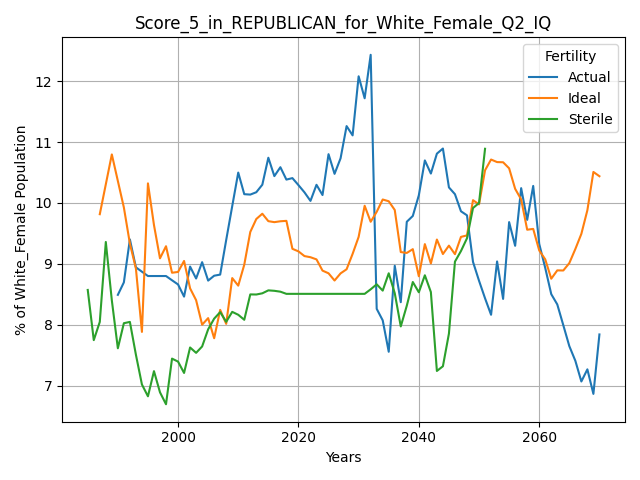 Score_5_in_REPUBLICAN_for_White_Female_Q2_IQ
Fertility
Actual
Ideal
Sterile
% of White_Female Population
12
11
10
9
8
7
2000
2020
2040
2060
Years